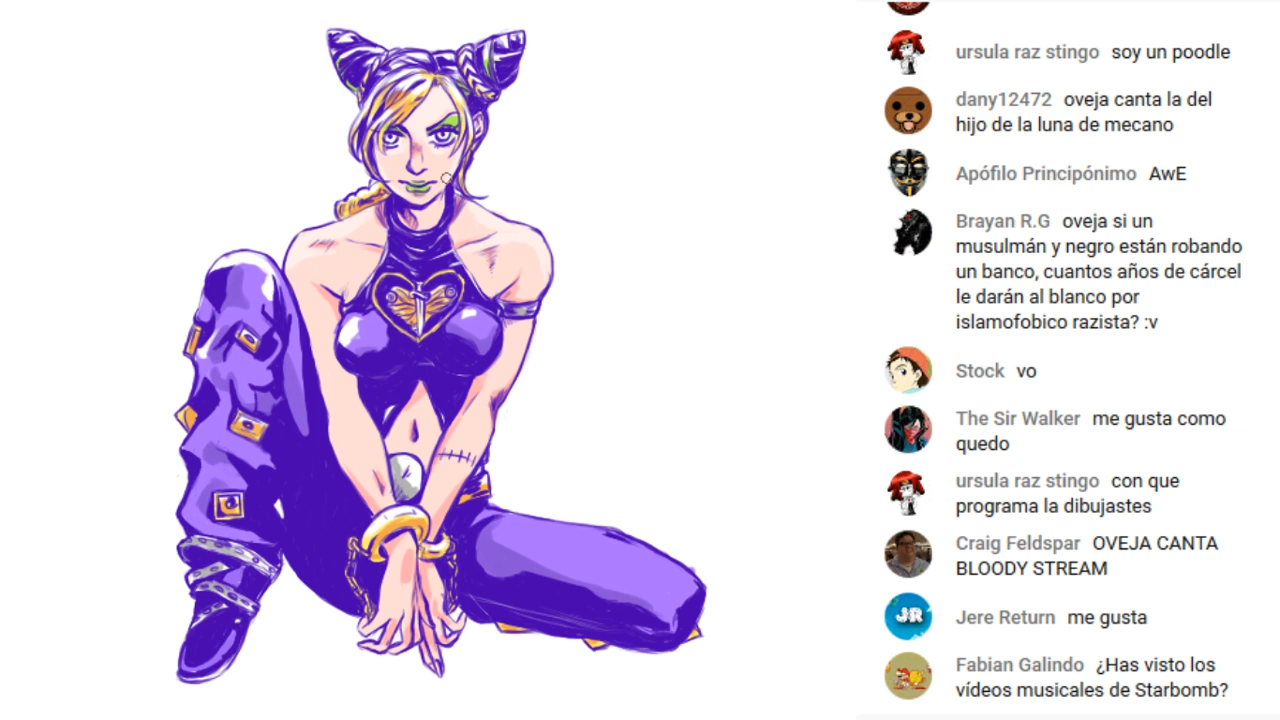 ursula raz stingo soy un poodle
dany12472 oveja canta la del
hijo de la luna de mecano
Apófilo Principónimo AwE
Brayan R.G oveja si un
musulmán y negro están robando
un banco, cuantos años de cárcel
le darán al blanco por
islamofobico razista? :v
Stock vo
The Sir Walker me gusta como
quedo
ursula raz stingo con que
programa la dibujastes
Craig Feldspar OVEJA CANTA
BLOODY STREAM
JR
Jere Return me gusta
Fabian Galindo ¿Has visto los
vídeos musicales de Starbomb?